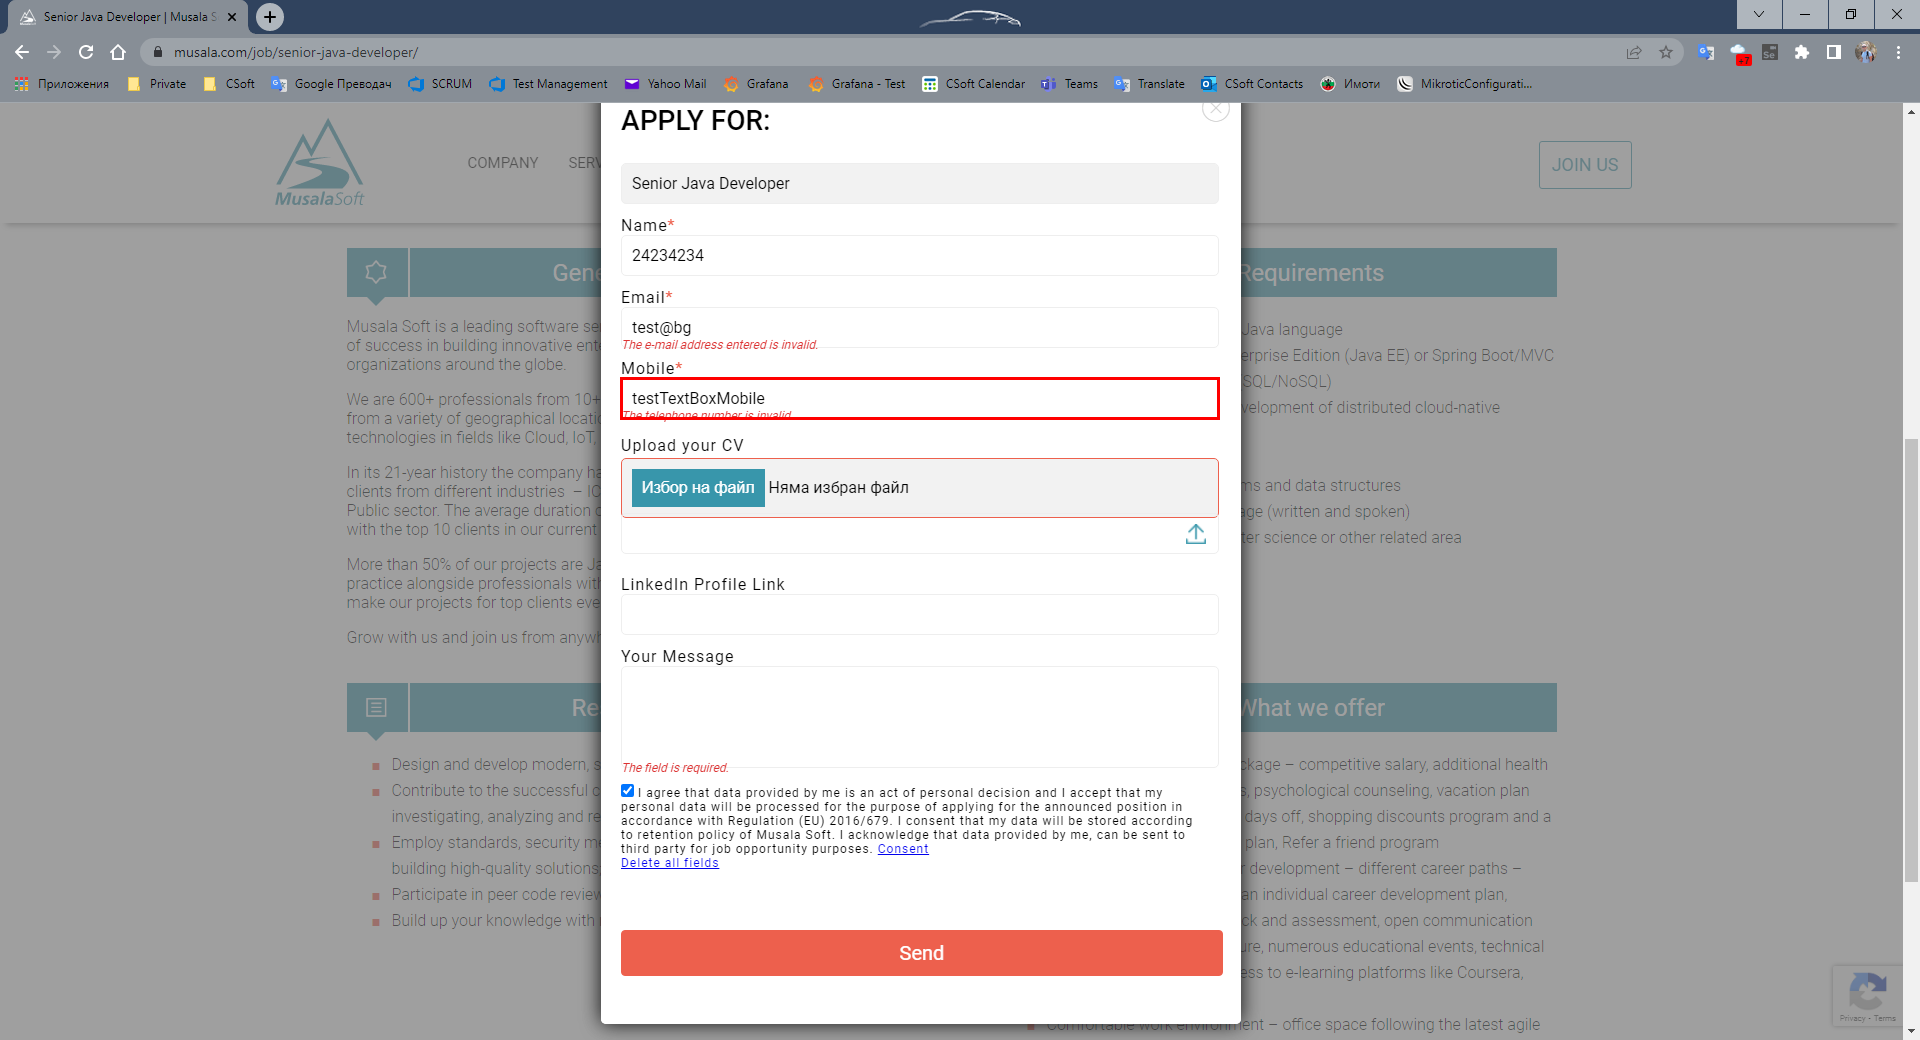 Senior Java Developer | Musala S
musala.com/job/senior-java-developer/
Приложения
Private
CSoft
Google Преводач
SCRUM
Test Management
Yahoo Mail
Grafana
Grafana - Test
CSoft Calendar
Teams
Translate
CSoft Contacts
Имоти
MikroticConfigurati...
MusalaSoft
COMPANY
SERV
JOIN US
APPLY FOR:
Senior Java Developer
Name*
24234234
Email*
test@bg
The e-mail address entered is invalid.
Mobile*
testTextBoxMobile
The telephone number is invalid.
Upload your CV
Избор на файл Няма избран файл
LinkedIn Profile Link
Your Message
The field is required.
I agree that data provided by me is an act of personal decision and I accept that my
personal data will be processed for the purpose of applying for the announced position in
accordance with Regulation (EU) 2016/679. I consent that my data will be stored according
to retention policy of Musala Soft. I acknowledge that data provided by me, can be sent to
third party for job opportunity purposes. Consent
Delete all fields
Send
Gene
Musala Soft is a leading software se
of success in building innovative ente
organizations around the globe.
We are 600+ professionals from 10+
from a variety of geographical locatio
technologies in fields like Cloud, IoT,
In its 21-year history the company ha
clients from different industries – IC
Public sector. The average duration o
with the top 10 clients in our current
More than 50% of our projects are Ja
practice alongside professionals with
make our projects for top clients eve
Grow with us and join us from anywh
Requirements
Java language
erprise Edition (Java EE) or Spring Boot/MVC
SQL/NoSQL)
velopment of distributed cloud-native
ms and data structures
age (written and spoken)
ter science or other related area
Re
Design and develop modern, s
Contribute to the successful c
investigating, analyzing and re
Employ standards, security me
building high-quality solutions,
Participate in peer code review
Build up your knowledge with
What we offer
ckage – competitive salary, additional health
s, psychological counseling, vacation plan
days off, shopping discounts program and a
plan, Refer a friend program
r development – different career paths –
an individual career development plan,
ck and assessment, open communication
ure, numerous educational events, technical
ess to e-learning platforms like Coursera,
Comfortable work environment – office space following the latest agile
Privacy - Terms